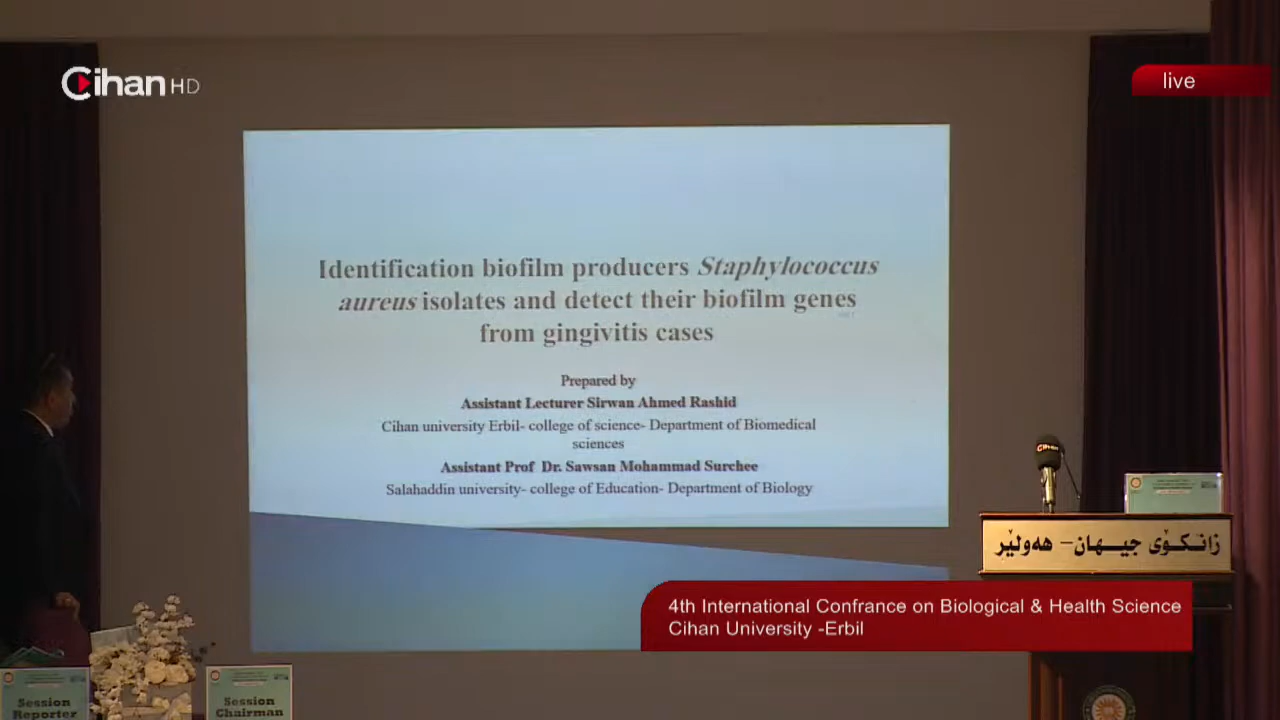 Cihan HD
live
Identification biofilm producers Staphylococcus
aureus isolates and detect their biofilm genes
from gingivitis cases
Prepared by
Assistant Lecturer Sirwan Ahmed Rashid
Cihan university Erbil- college of science- Department of Biomedical
sciences
Assistant Prof Dr. Sawsan Mohammad Surchee
Salahaddin university- college of Education- Department of Biology
Cihan
زانکۆی جیهان - هەولێر
4th International Confrance on Biological & Health Science
Cihan University -Erbil
Session
Reporter
Session
Chairman